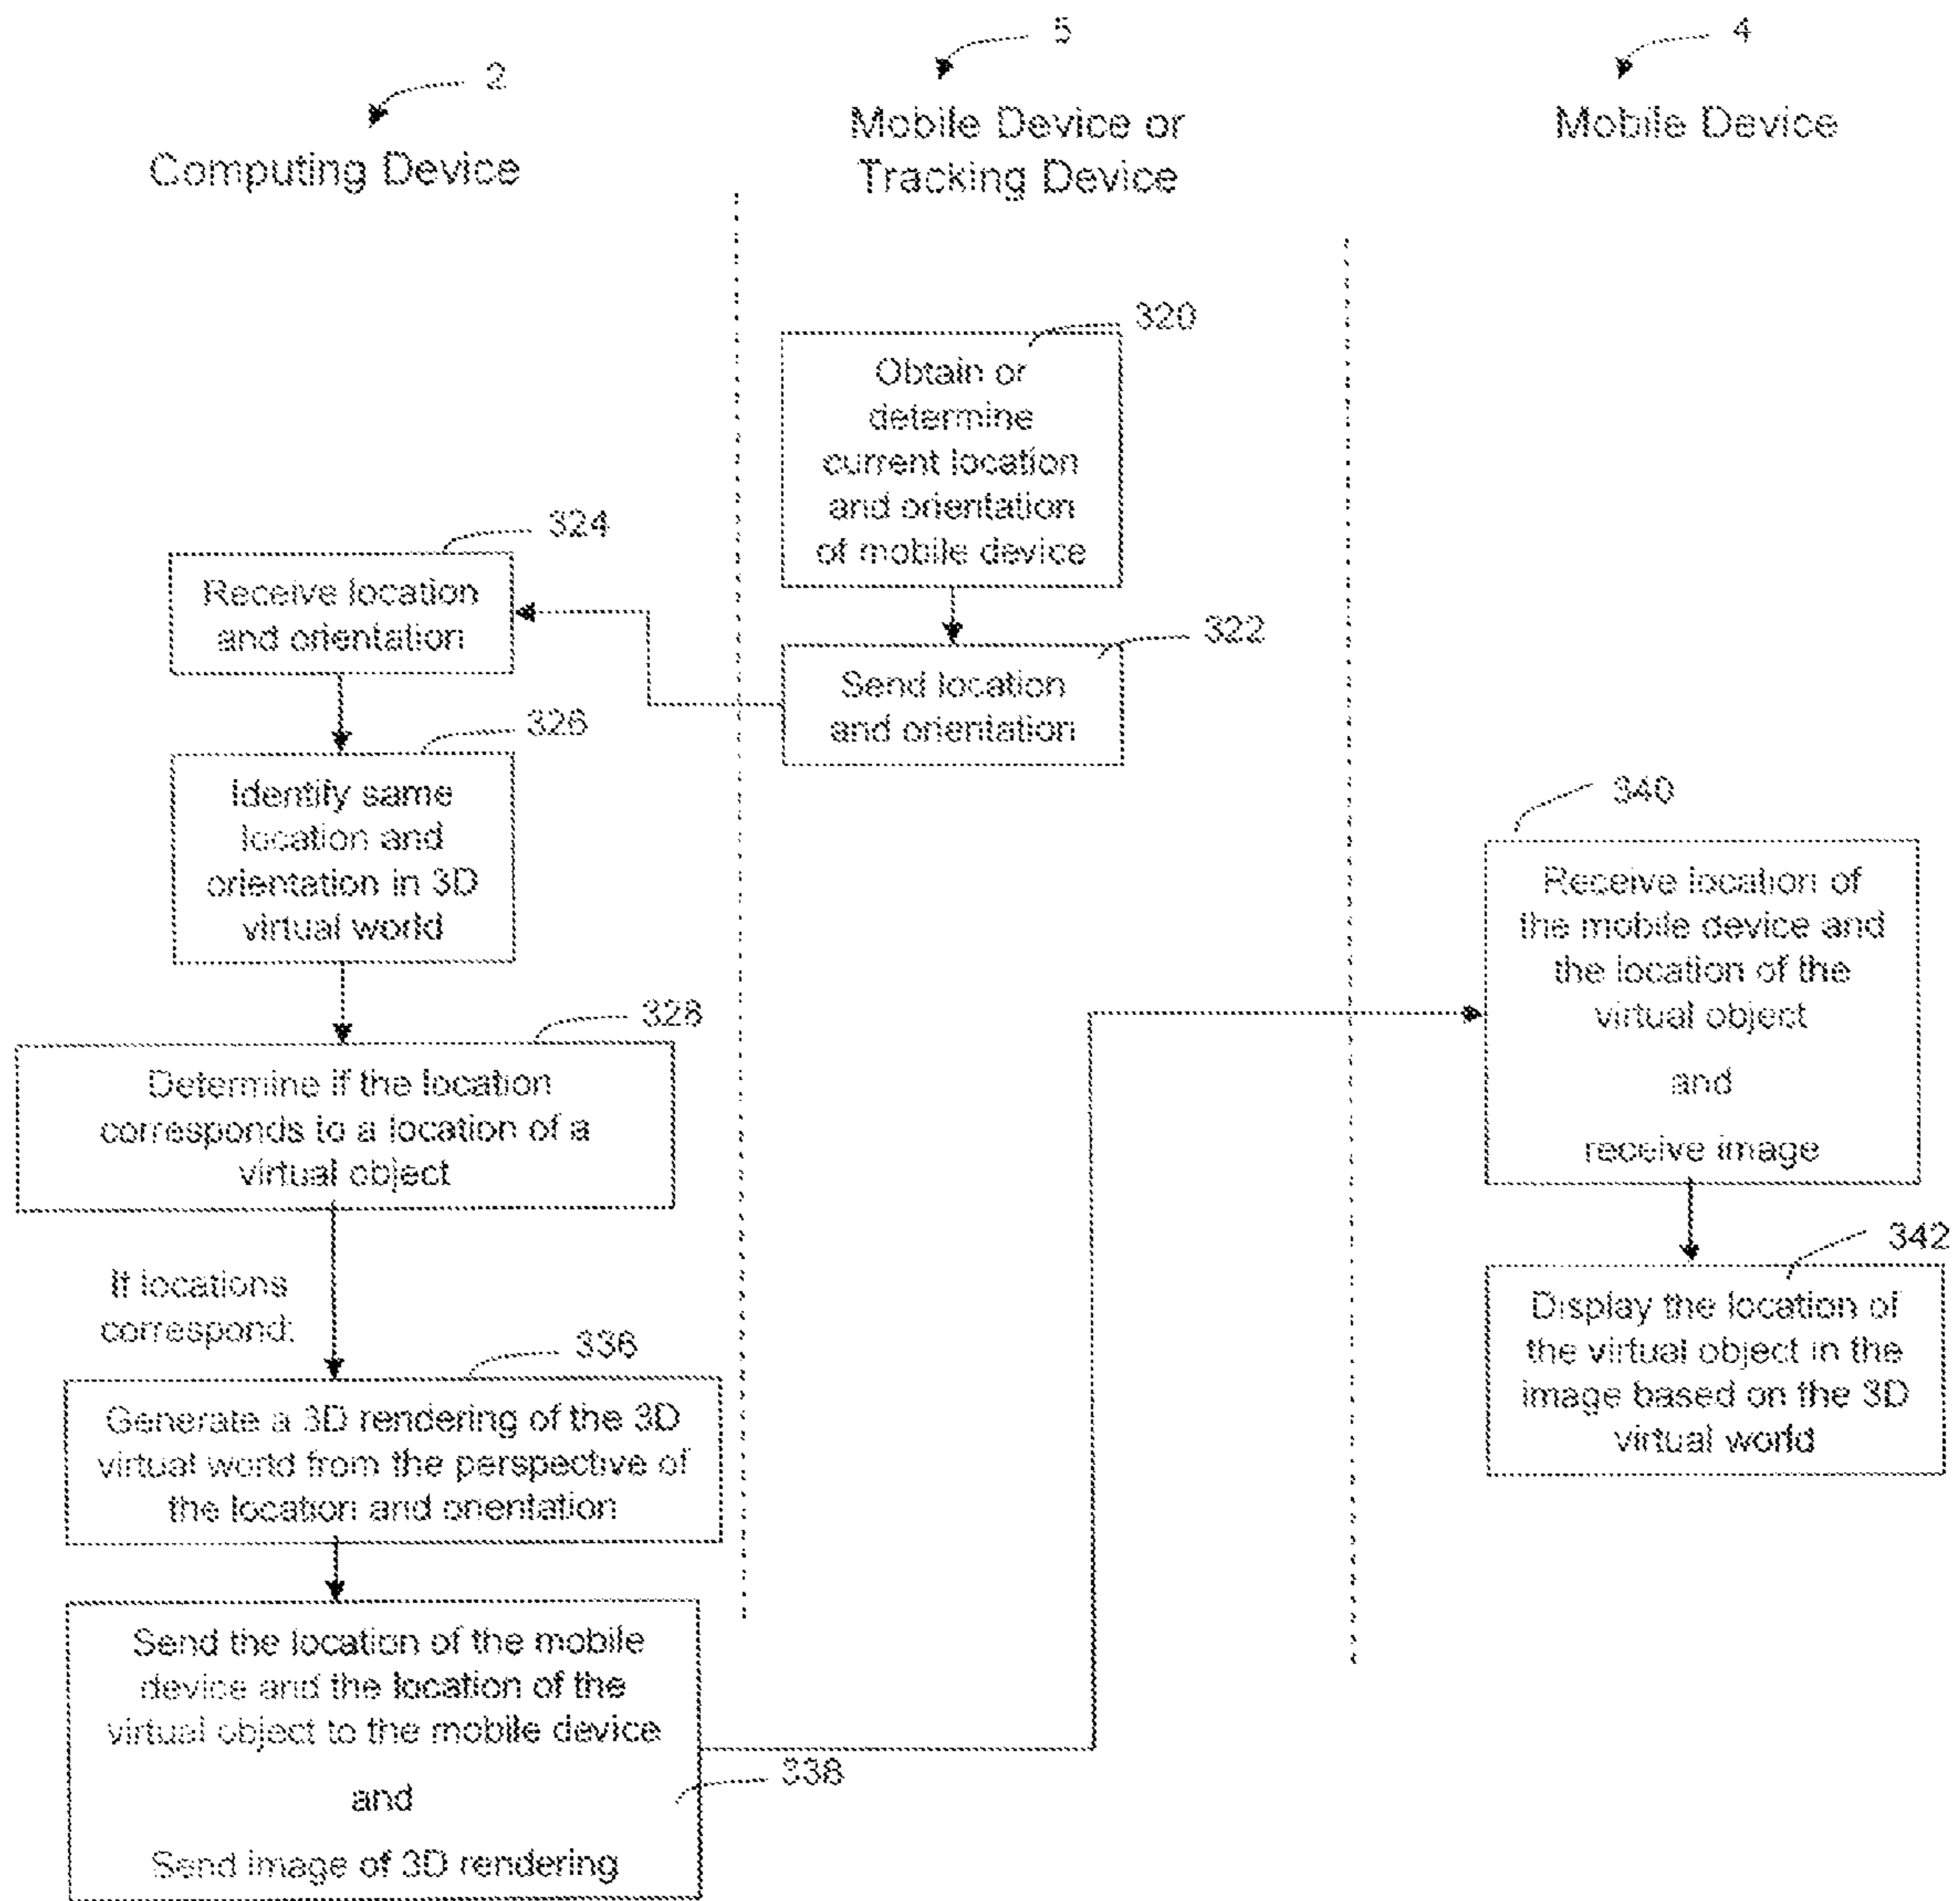 2
Computing Device
5
Mobile Device or
Tracking Device
4
Mobile Device
320
Obtain or
determine
current location
and orientation
of mobile device
322
Send location
and orientation
324
Receive location
and orientation
326
Identify same
location and
orientation in 3D
virtual world
328
Determine if the location
corresponds to a location of a
virtual object
If locations
correspond:
336
Generate a 3D rendering of the 3D
virtual world from the perspective of
the location and orientation
Send the location of the mobile
device and the location of the
virtual object to the mobile device
338
and
Send image of 3D rendering
340
Receive location of
the mobile device and
the location of the
virtual object
and
receive image
342
Display the location of
the virtual object in the
image based on the 3D
virtual world